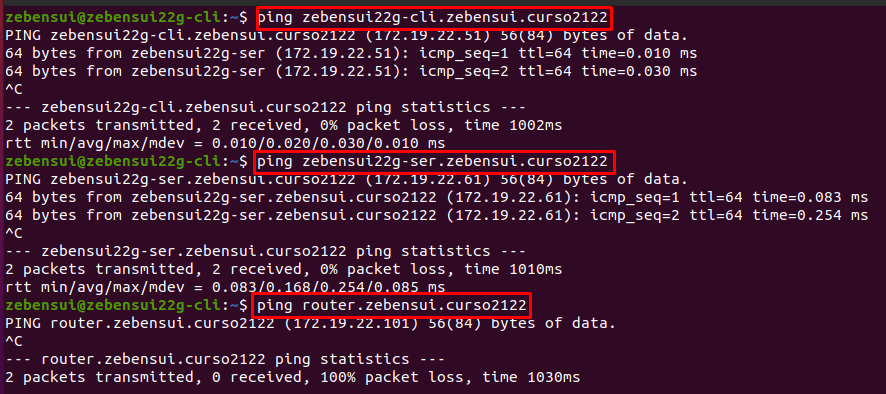 zebensui@zebensui22g-cli:~$ ping zebensui22g-cli.zebensui.curso2122
PING zebensui22g-cli.zebensui.curso2122 (172.19.22.51) 56(84) bytes of data.
64 bytes from zebensui22g-ser (172.19.22.51): icmp_seq=1 ttl=64 time=0.010 ms
64 bytes from zebensui22g-ser (172.19.22.51): icmp_seq=2 ttl=64 time=0.030 ms
^C
--- zebensui22g-cli.zebensui.curso2122 ping statistics ---
2 packets transmitted, 2 received, 0% packet loss, time 1002ms
rtt min/avg/max/mdev = 0.010/0.020/0.030/0.010 ms
zebensui@zebensui22g-cli:~$ ping zebensui22g-ser.zebensui.curso2122
PING zebensui22g-ser.zebensui.curso2122 (172.19.22.61) 56(84) bytes of data.
64 bytes from zebensui22g-ser.zebensui.curso2122 (172.19.22.61): icmp_seq=1 ttl=64 time=0.083 ms
64 bytes from zebensui22g-ser.zebensui.curso2122 (172.19.22.61): icmp_seq=2 ttl=64 time=0.254 ms
^C
--- zebensui22g-ser.zebensui.curso2122 ping statistics ---
2 packets transmitted, 2 received, 0% packet loss, time 1010ms
rtt min/avg/max/mdev = 0.083/0.168/0.254/0.085 ms
zebensui@zebensui22g-cli:~$ ping router.zebensui.curso2122
PING router.zebensui.curso2122 (172.19.22.101) 56(84) bytes of data.
^C
--- router.zebensui.curso2122 ping statistics ---
2 packets transmitted, 0 received, 100% packet loss, time 1030ms